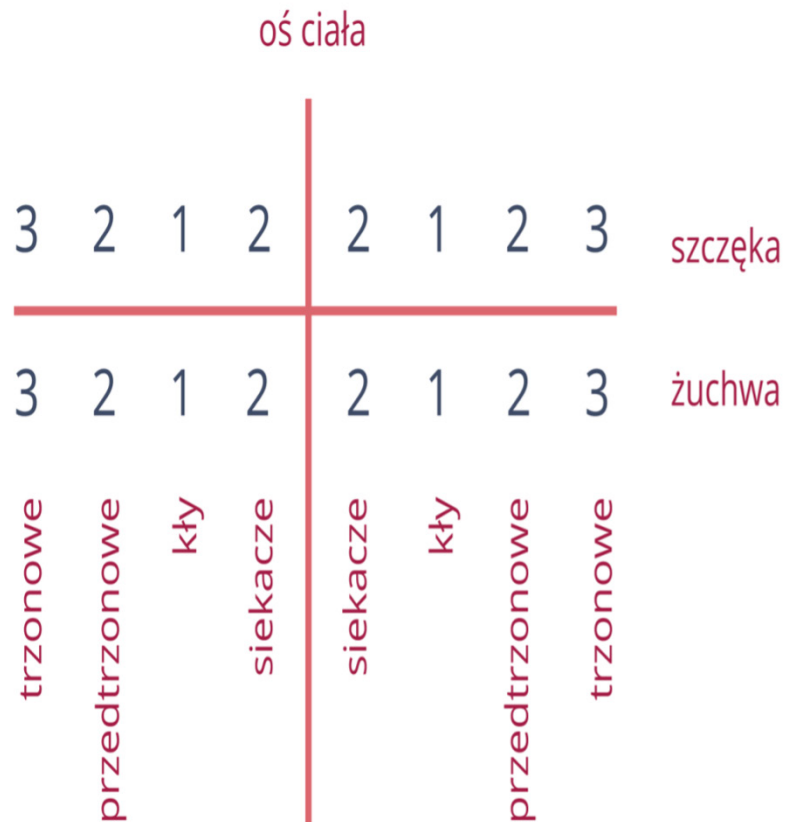 oś ciała
3 2 1 2 2 1 2 3 szczęka
3 2 1 2 2 1 2 3 żuchwa
trzonowe
przedtrzonowe
kły
siekacze
siekacze
kły
przedtrzonowe
trzonowe